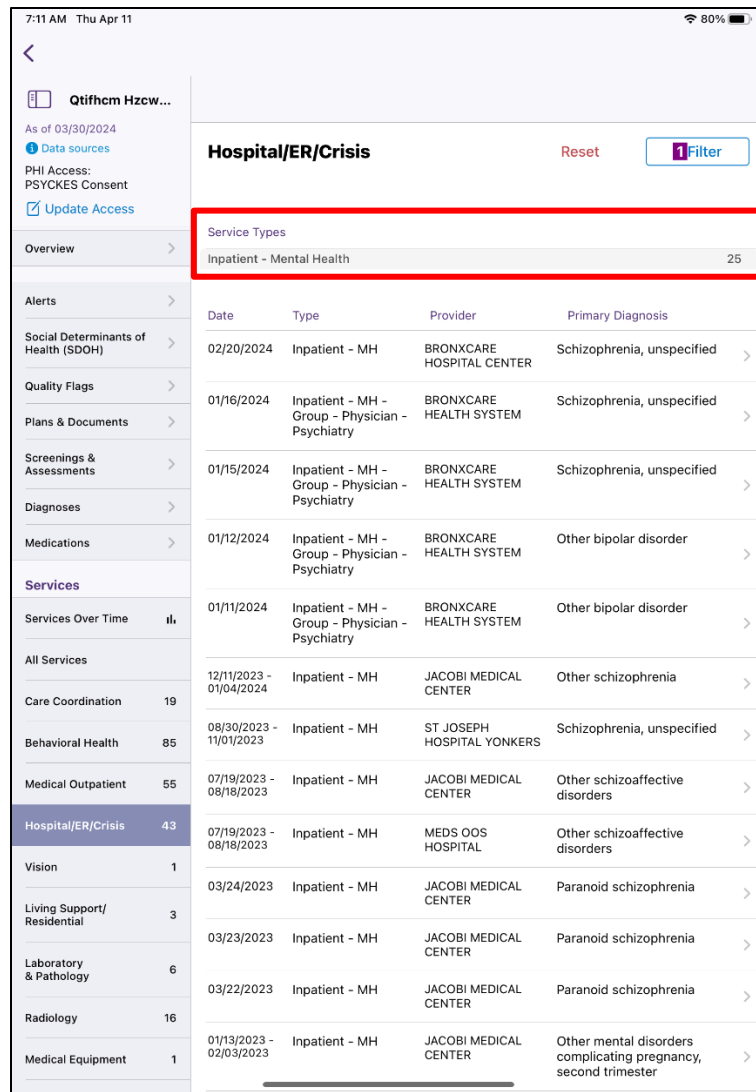 7:11 AM Thu Apr 11
80%
Qtifhcm Hzcw...
As of 03/30/2024
Data sources
PHI Access:
PSYCKES Consent
Update Access
Overview
Alerts
Social Determinants of
Health (SDOH)
Quality Flags
Plans & Documents
Screenings &
Assessments
Diagnoses
Medications
Services
Services Over Time
All Services
Care Coordination 19
Behavioral Health 85
Medical Outpatient 55
Hospital/ER/Crisis 43
Vision 1
Living Support/
Residential 3
Laboratory
& Pathology 6
Radiology 16
Medical Equipment 1
Hospital/ER/Crisis Reset 1 Filter
Service Types
Inpatient - Mental Health 25
Date Type Provider Primary Diagnosis
02/20/2024 Inpatient - MH BRONXCARE Schizophrenia, unspecified
HOSPITAL CENTER
01/16/2024 Inpatient - MH - BRONXCARE Schizophrenia, unspecified
Group - Physician - HEALTH SYSTEM
Psychiatry
01/15/2024 Inpatient - MH - BRONXCARE Schizophrenia, unspecified
Group - Physician - HEALTH SYSTEM
Psychiatry
01/12/2024 Inpatient - MH - BRONXCARE Other bipolar disorder
Group - Physician - HEALTH SYSTEM
Psychiatry
01/11/2024 Inpatient - MH - BRONXCARE Other bipolar disorder
Group - Physician - HEALTH SYSTEM
Psychiatry
12/11/2023 - Inpatient - MH JACOBI MEDICAL Other schizophrenia
01/04/2024 CENTER
08/30/2023 - Inpatient - MH ST JOSEPH Schizophrenia, unspecified
11/01/2023 HOSPITAL YONKERS
07/19/2023 - Inpatient - MH JACOBI MEDICAL Other schizoaffective
08/18/2023 CENTER disorders
07/19/2023 - Inpatient - MH MEDS OOS Other schizoaffective
08/18/2023 HOSPITAL disorders
03/24/2023 Inpatient - MH JACOBI MEDICAL Paranoid schizophrenia
CENTER
03/23/2023 Inpatient - MH JACOBI MEDICAL Paranoid schizophrenia
CENTER
03/22/2023 Inpatient - MH JACOBI MEDICAL Paranoid schizophrenia
CENTER
01/13/2023 - Inpatient - MH JACOBI MEDICAL Other mental disorders
02/03/2023 CENTER complicating pregnancy,
second trimester